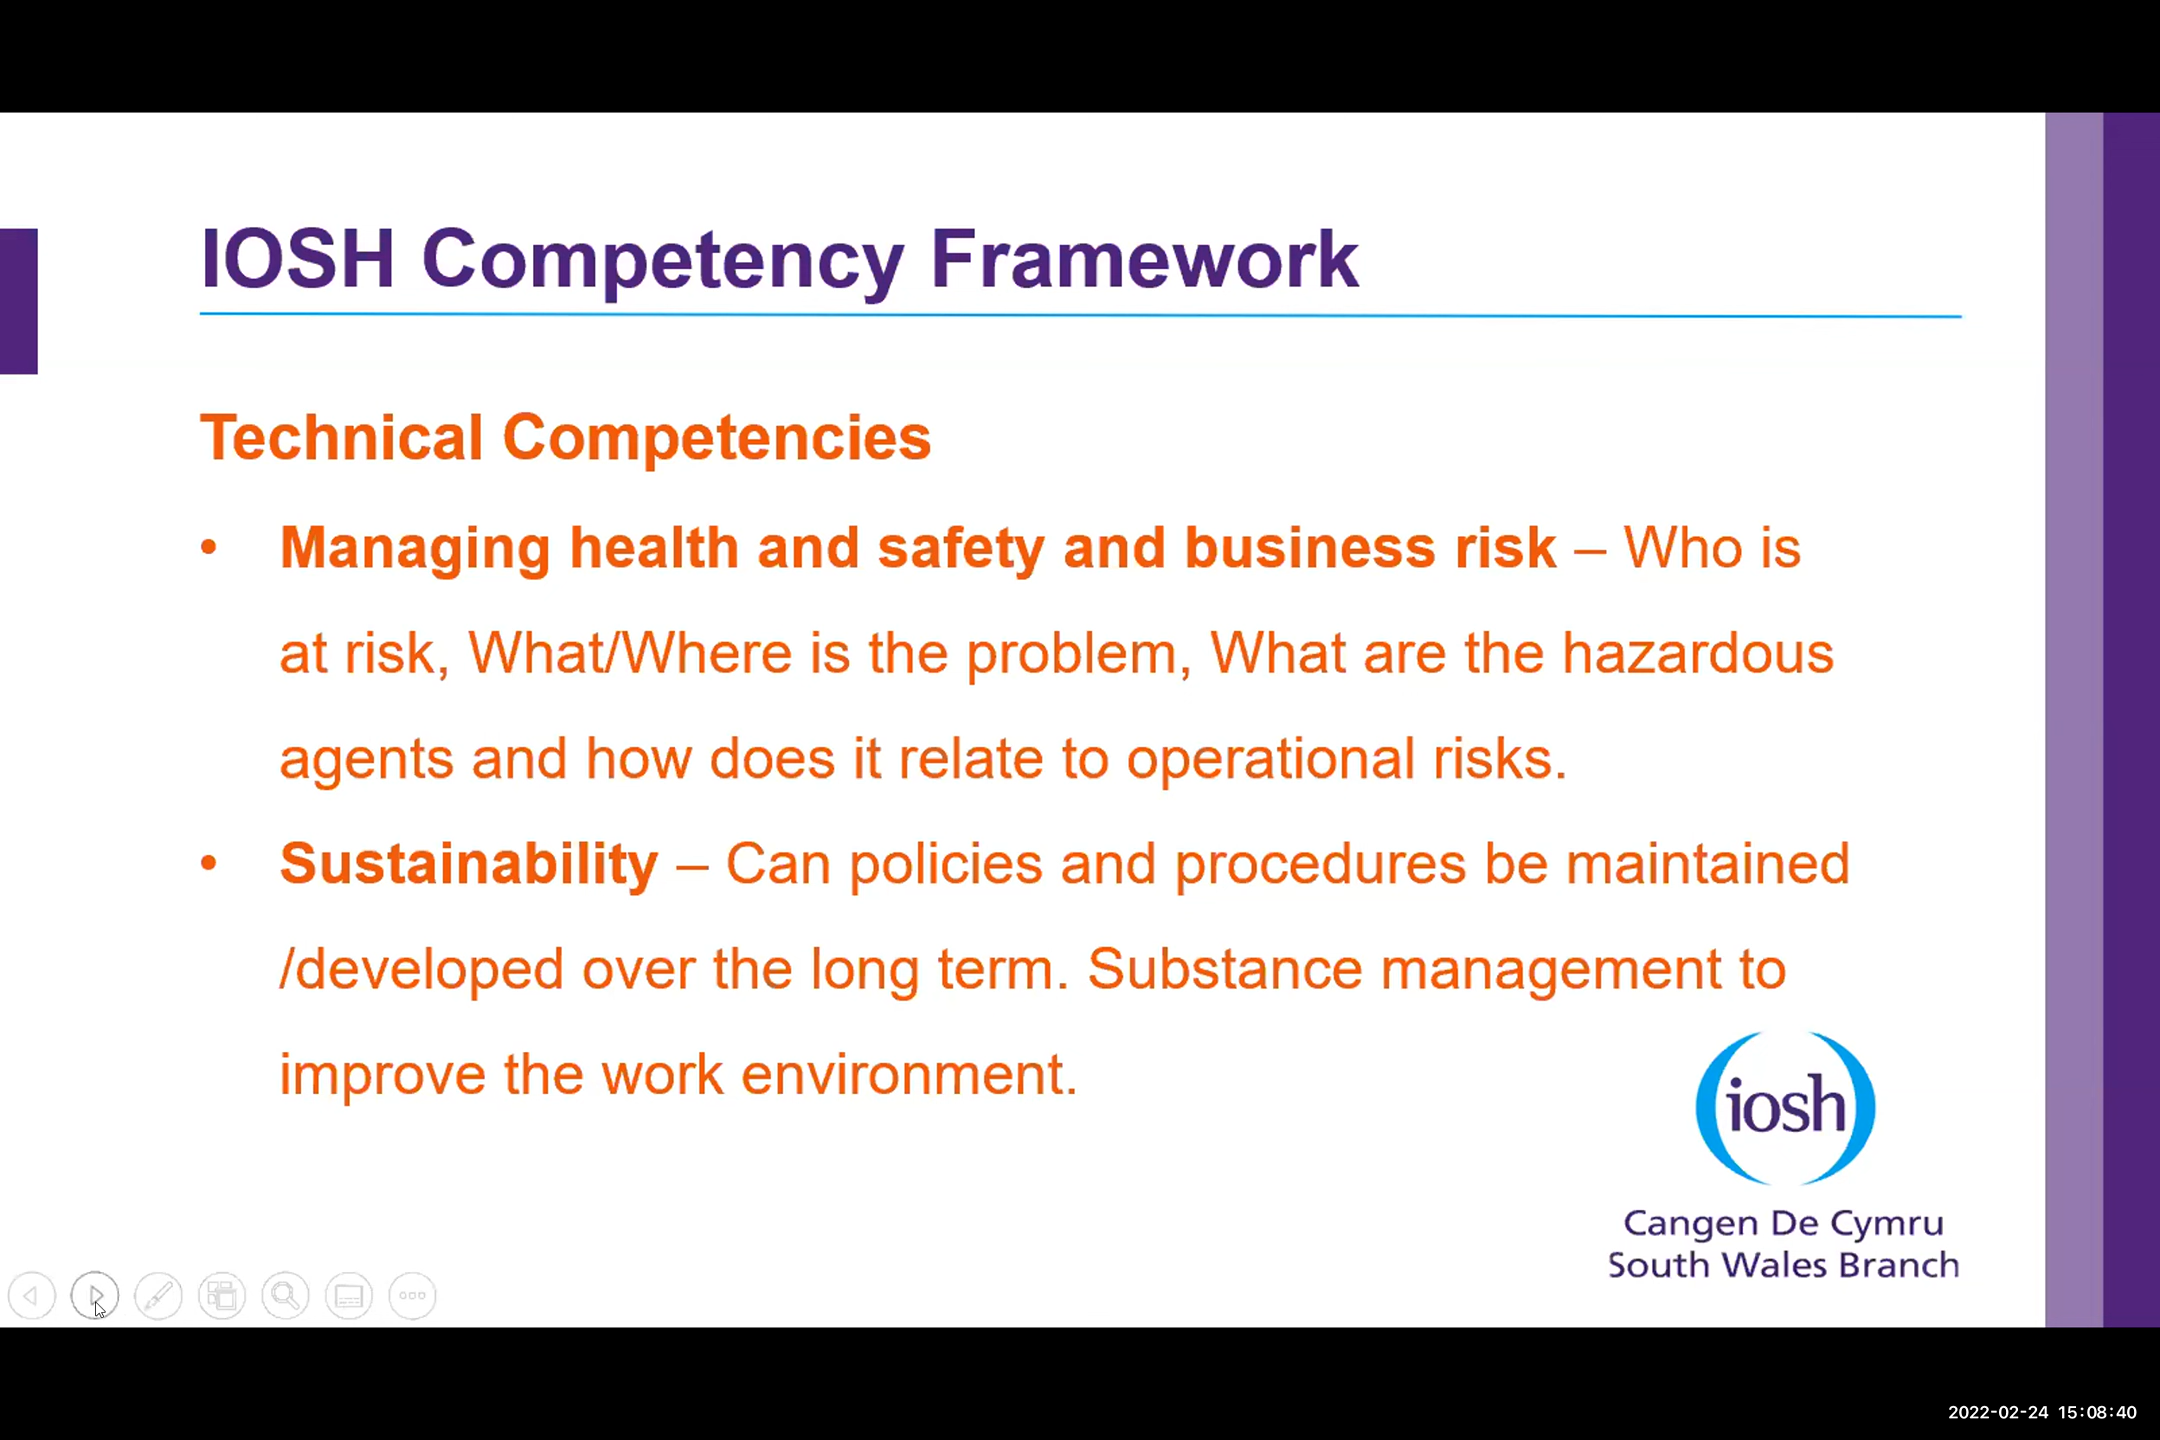 IOSH Competency Framework
Technical Competencies
• Managing health and safety and business risk – Who is
at risk, What/Where is the problem, What are the hazardous
agents and how does it relate to operational risks.
• Sustainability – Can policies and procedures be maintained
/developed over the long term. Substance management to
improve the work environment.
iosh
Cangen De Cymru
South Wales Branch
2022-02-24 15:08:40